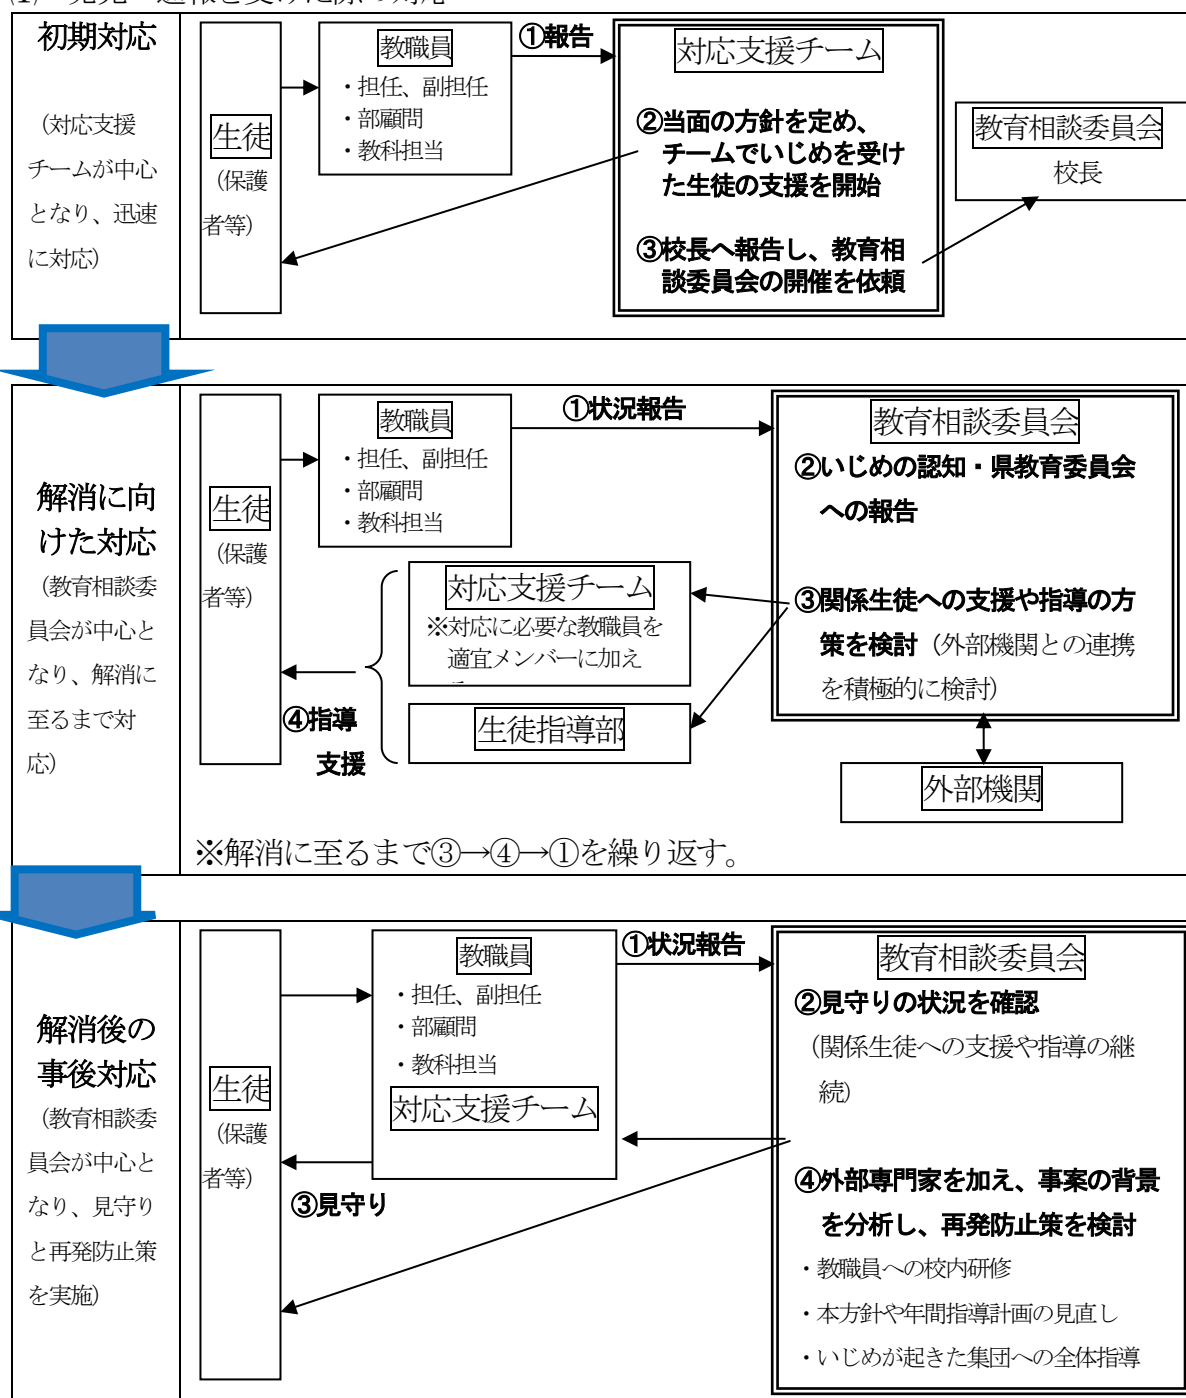 初期対応
（対応支援
チームが中心
となり、迅速
に対応）
生徒
（保護
者等）
教職員
・担任、副担任
・部顧問
・教科担当
①報告
対応支援チーム
②当面の方針を定め、
チームでいじめを受け
た生徒の支援を開始
③校長へ報告し、教育相
談委員会の開催を依頼
教育相談委員会
校長
解消に向
けた対応
（教育相談委
員会が中心と
なり、解消に
至るまで対
応）
生徒
（保護
者等）
教職員
・担任、副担任
・部顧問
・教科担当
①状況報告
教育相談委員会
②いじめの認知・県教育委員会
への報告
③関係生徒への支援や指導の方
策を検討（外部機関との連携
を積極的に検討）
対応支援チーム
※対応に必要な教職員を
適宜メンバーに加え
生徒指導部
④指導
支援
外部機関
※解消に至るまで③→④→①を繰り返す。
解消後の
事後対応
（教育相談委
員会が中心と
なり、見守り
と再発防止策
を実施）
生徒
（保護
者等）
教職員
・担任、副担任
・部顧問
・教科担当
対応支援チーム
①状況報告
③見守り
教育相談委員会
②見守りの状況を確認
（関係生徒への支援や指導の継
続）
④外部専門家を加え、事案の背景
を分析し、再発防止策を検討
・教職員への校内研修
・本方針や年間指導計画の見直し
・いじめが起きた集団への全体指導